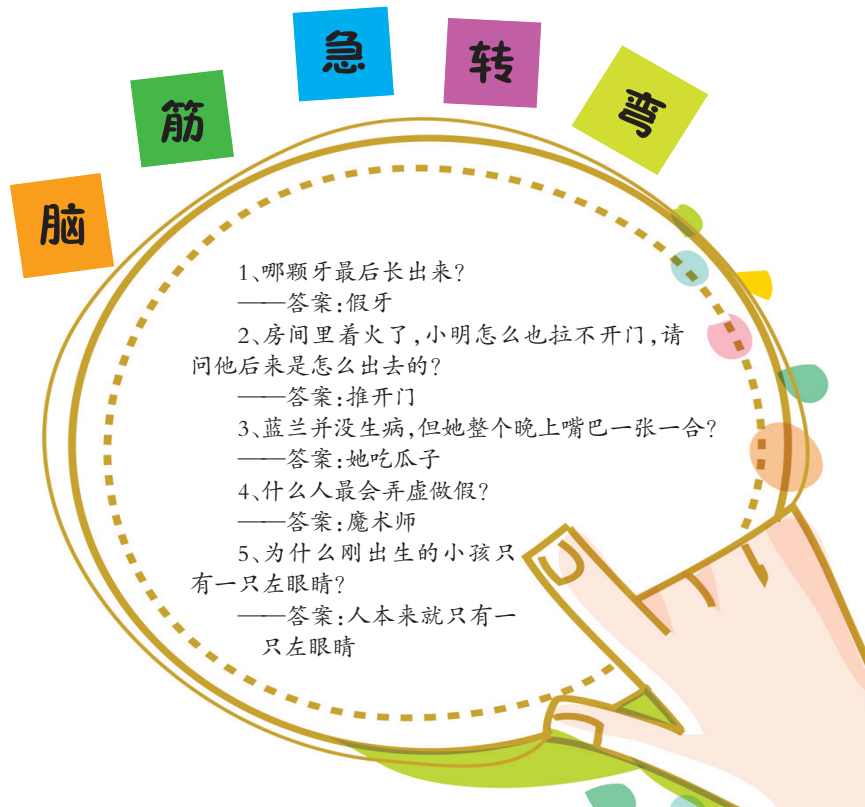 脑筋急转弯
1、哪颗牙最后长出来?
——答案:假牙
2、房间里着火了,小明怎么也拉不开门,请
问他后来是怎么出去的?
——答案:推开门
3、蓝兰并没生病,但她整个晚上嘴巴一张一合?
——答案:她吃瓜子
4、什么人最会弄虚做假?
——答案:魔术师
5、为什么刚出生的小孩只
有一只左眼睛?
——答案:人本来就只有一
只左眼睛